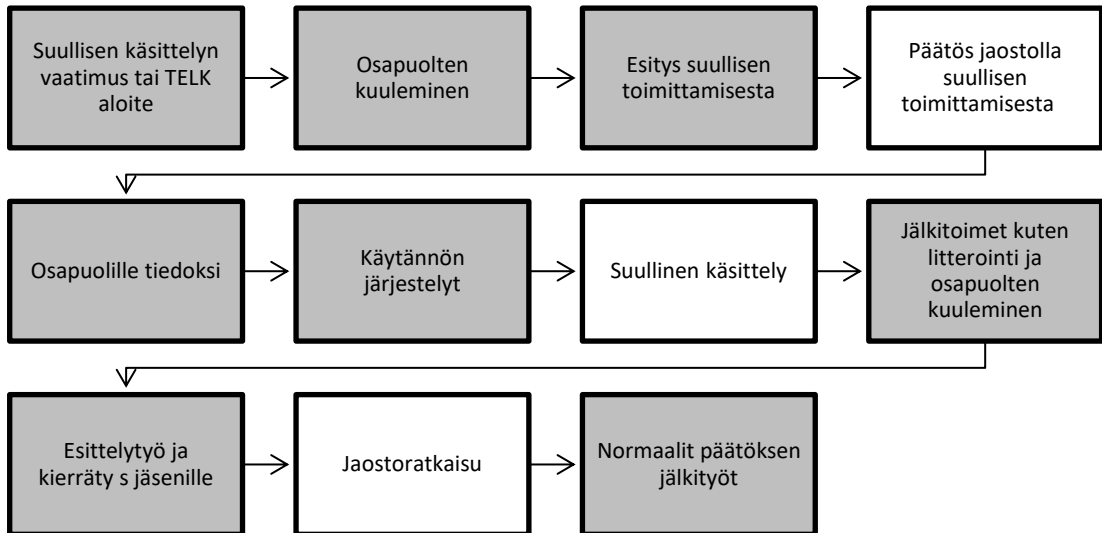 Suullisen käsittelyn
vaatimus tai TELK
aloite
Osapuolten
kuuleminen
Esitys suullisen
toimittamisesta
Päätös jaostolla
suullisen
toimittamisesta
Osapuolille tiedoksi
Käytännön
järjestelyt
Suullinen käsittely
Jälkitoimet kuten
litterointi ja
osapuolten
kuuleminen
Esittelytyö ja
kierräty s jäsenille
Jaostoratkaisu
Normaalit päätöksen
jälkityöt